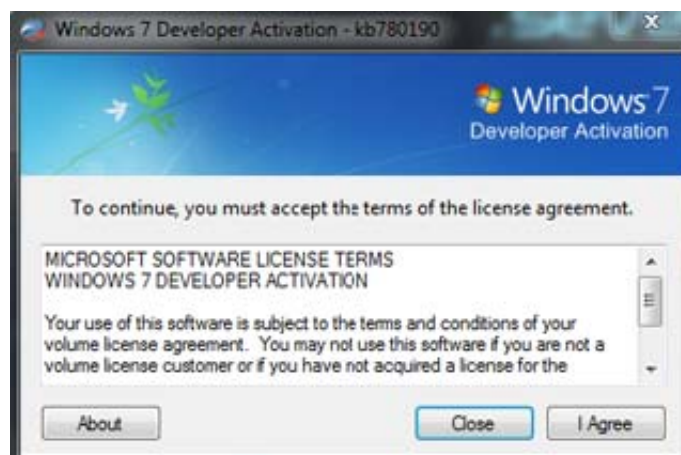 Windows 7 Developer Activation - kb780190
Windows 7
Developer Activation
To continue, you must accept the terms of the license agreement.
MICROSOFT SOFTWARE LICENSE TERMS
WINDOWS 7 DEVELOPER ACTIVATION
Your use of this software is subject to the terms and conditions of your
volume license agreement. You may not use this software if you are not a
volume license customer or if you have not acquired a license for the
About
Close
I Agree